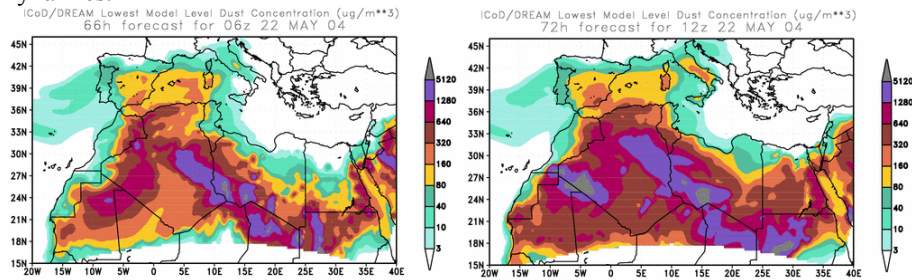 ICoD/DREAM Lowest Model Level Dust Concentration (ug/m**3)
66h forecast for 06z 22 MAY 04
45N
42N
39N
36N
33N
30N
27N
24N
21N
18N
15N
20W 15W 10W 5W 0 5E 10E 15E 20E 25E 30E 35E 40E
5120
1280
640
320
160
80
40
10
3
ICoD/DREAM Lowest Model Level Dust Concentration (ug/m**3)
72h forecast for 12z 22 MAY 04
45N
42N
39N
36N
33N
30N
27N
24N
21N
18N
15N
20W 15W 10W 5W 0 5E 10E 15E 20E 25E 30E 35E 40E
5120
1280
640
320
160
80
40
10
3